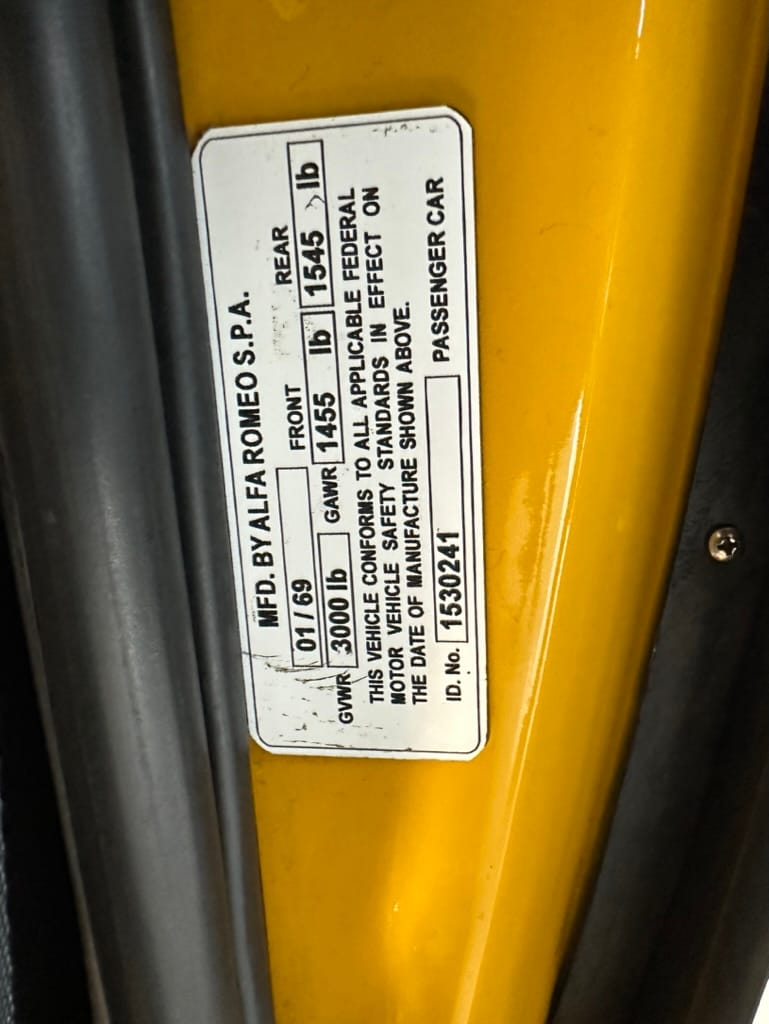 MFD. BY ALFA ROMEO S.P.A.
01 / 69 FRONT REAR
GVWR 3000 lb GAWR 1455 lb 1545 lb
THIS VEHICLE CONFORMS TO ALL APPLICABLE FEDERAL
MOTOR VEHICLE SAFETY STANDARDS IN EFFECT ON
THE DATE OF MANUFACTURE SHOWN ABOVE.
ID. No. 1530241 PASSENGER CAR